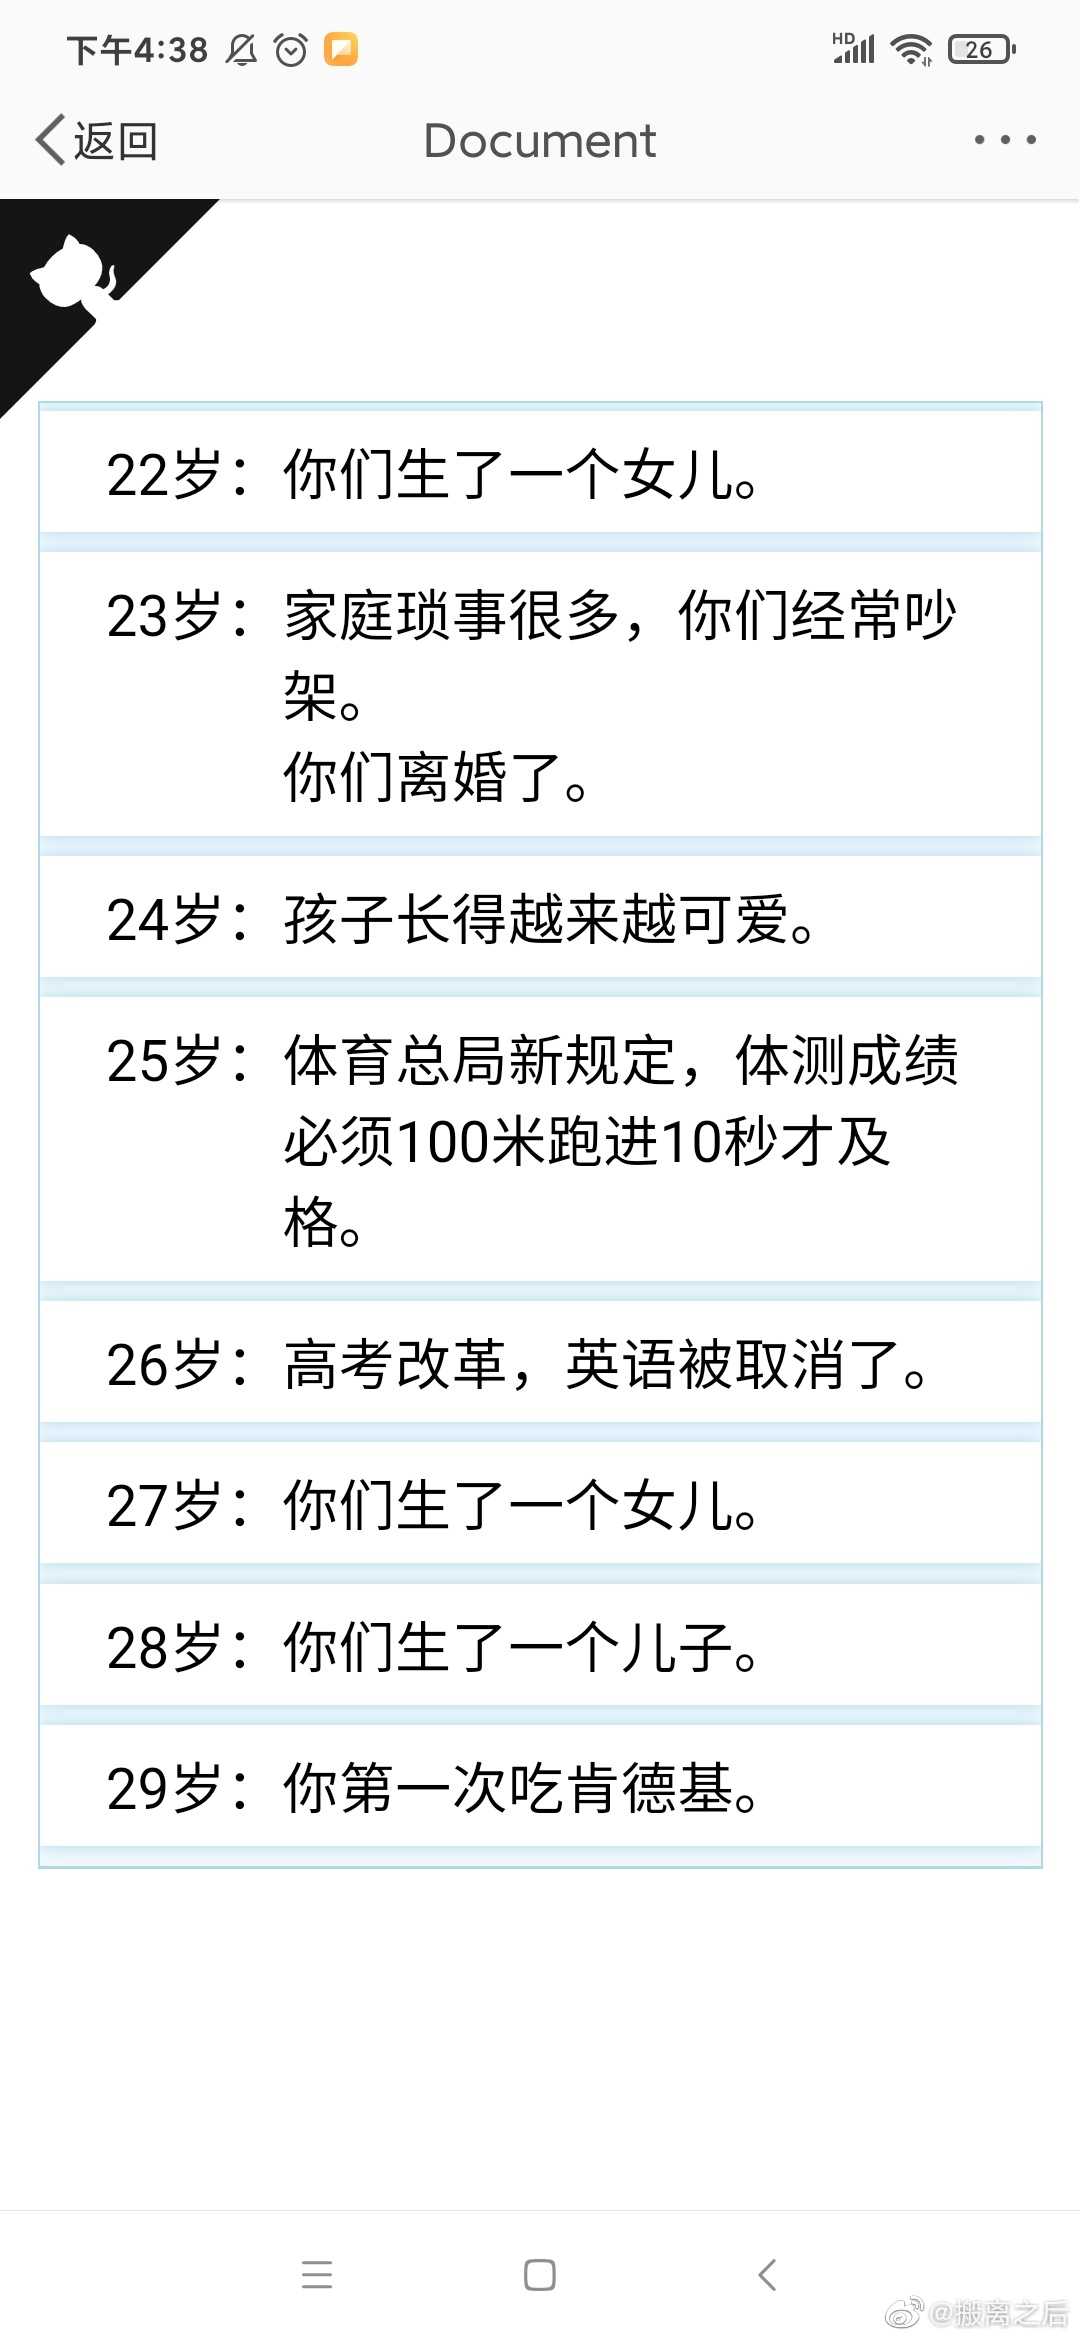 下午4:38
HD
26
返回
Document
22岁：你们生了一个女儿。
23岁：家庭琐事很多，你们经常吵
架。
你们离婚了。
24岁：孩子长得越来越可爱。
25岁：体育总局新规定，体测成绩
必须100米跑进10秒才及
格。
26岁：高考改革，英语被取消了。
27岁：你们生了一个女儿。
28岁：你们生了一个儿子。
29岁：你第一次吃肯德基。
@搬离之后